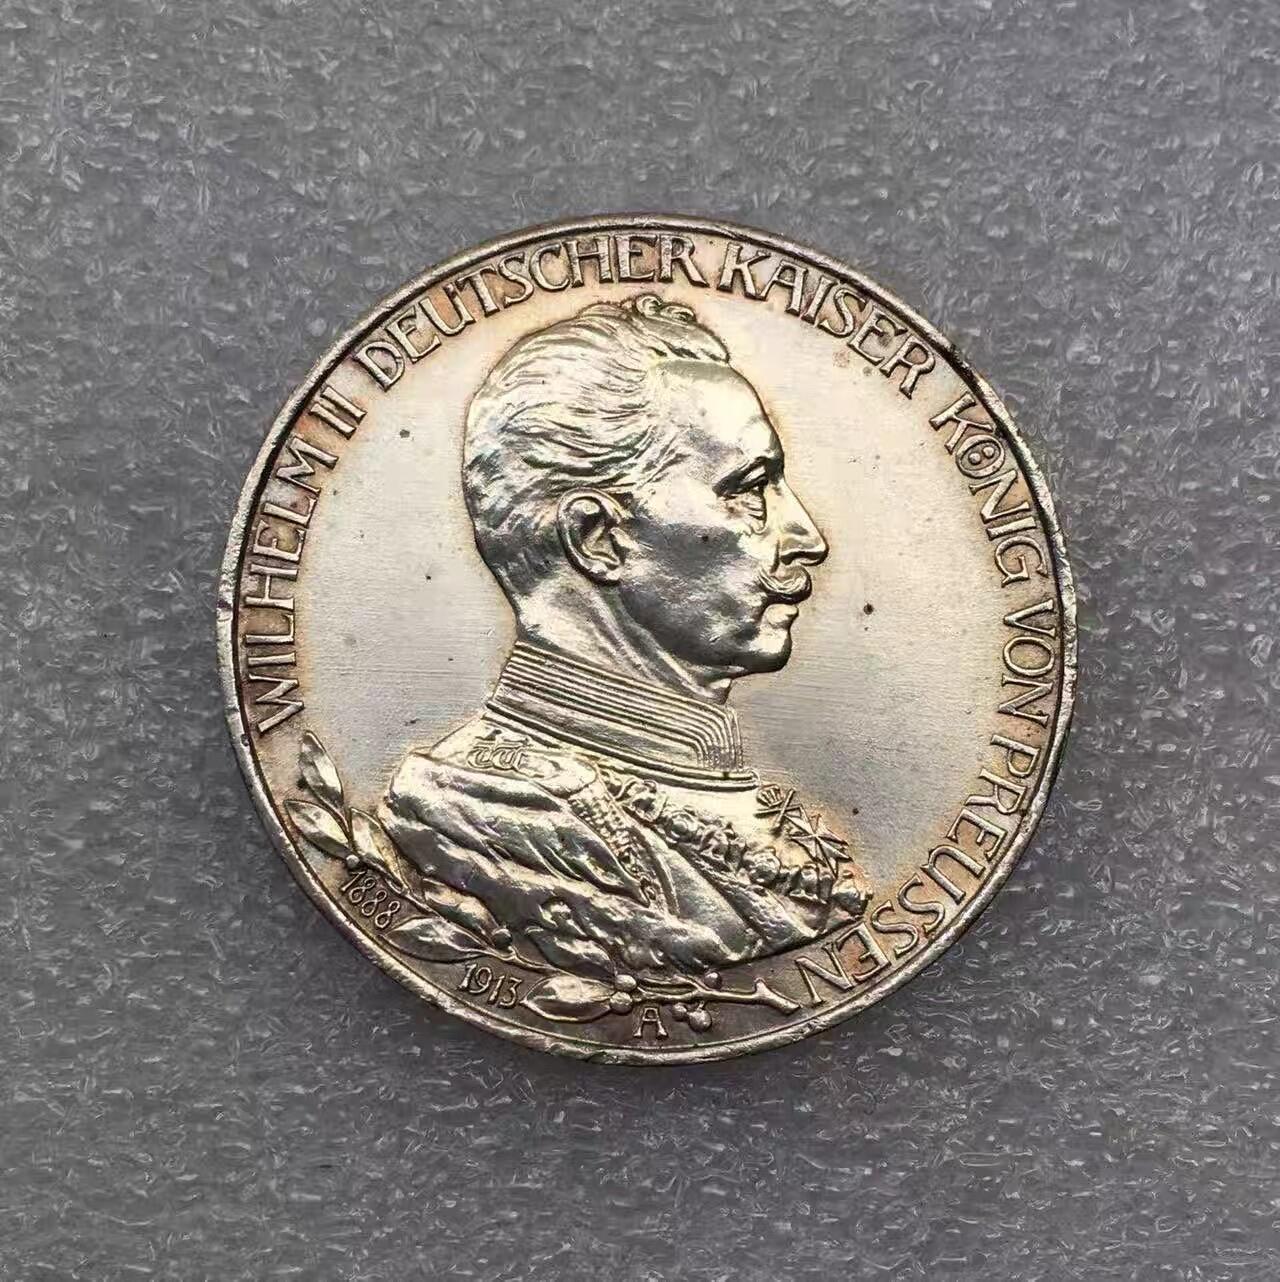 WILHELM II DEUTSCHER KAISER KÖNIG VON PREUSSEN
1888
1913
A